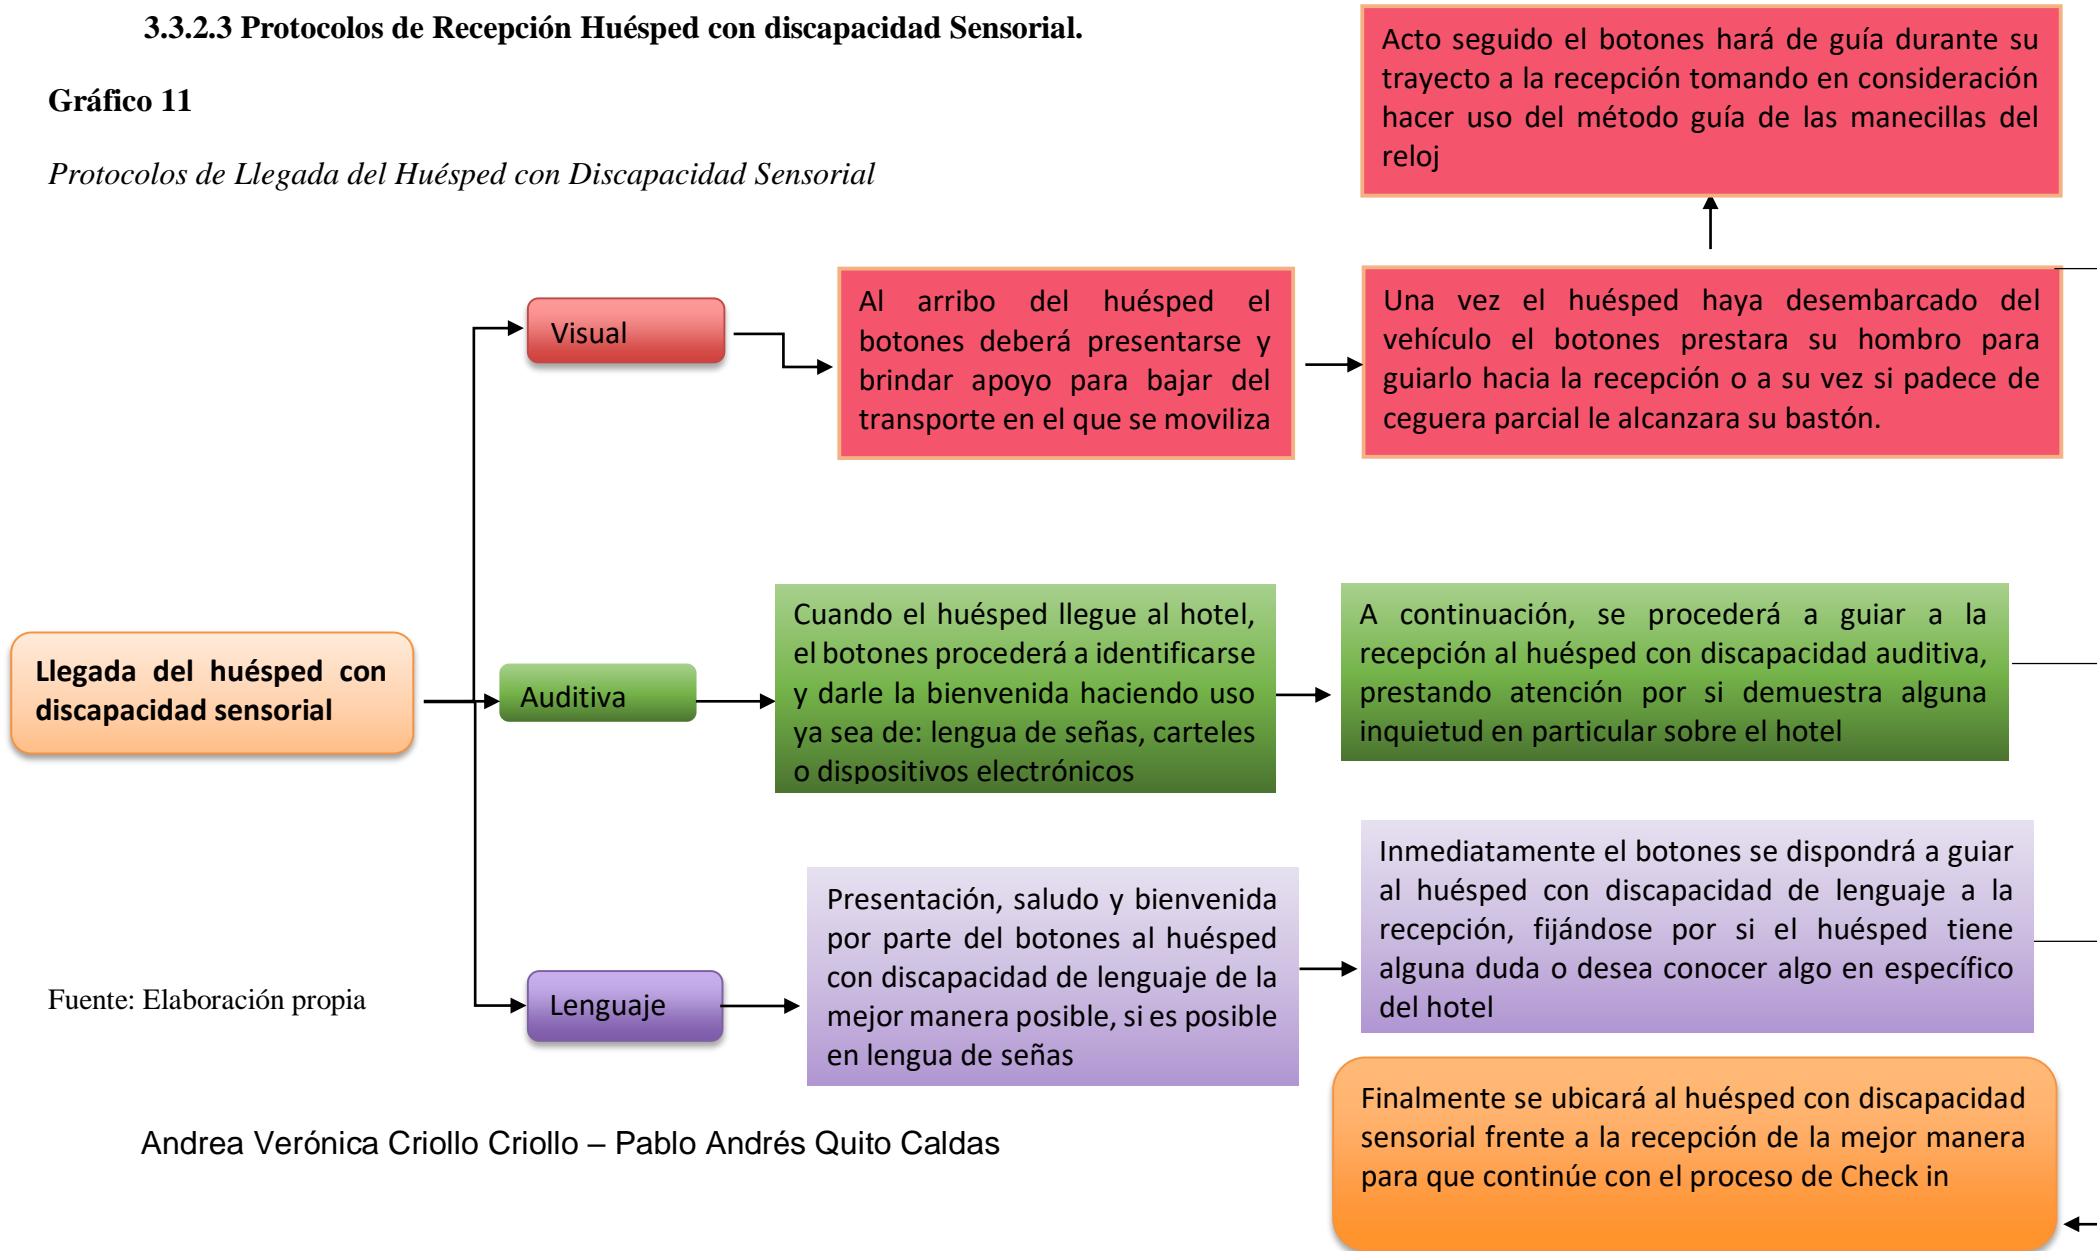 3.3.2.3 Protocolos de Recepción Huésped con discapacidad Sensorial.
Gráfico 11
Protocolos de Llegada del Huésped con Discapacidad Sensorial
Acto seguido el botones hará de guía durante su
trayecto a la recepción tomando en consideración
hacer uso del método guía de las manecillas del
reloj
Visual
Al arribo del huésped el
botones deberá presentarse y
brindar apoyo para bajar del
transporte en el que se moviliza
Una vez el huésped haya desembarcado del
vehículo el botones prestara su hombro para
guiarlo hacia la recepción o a su vez si padece de
ceguera parcial le alcanzara su bastón.
Llegada del huésped con
discapacidad sensorial
Auditiva
Cuando el huésped llegue al hotel,
el botones procederá a identificarse
y darle la bienvenida haciendo uso
ya sea de: lengua de señas, carteles
o dispositivos electrónicos
A continuación, se procederá a guiar a la
recepción al huésped con discapacidad auditiva,
prestando atención por si demuestra alguna
inquietud en particular sobre el hotel
Lenguaje
Presentación, saludo y bienvenida
por parte del botones al huésped
con discapacidad de lenguaje de la
mejor manera posible, si es posible
en lengua de señas
Inmediatamente el botones se dispondrá a guiar
al huésped con discapacidad de lenguaje a la
recepción, fijándose por si el huésped tiene
alguna duda o desea conocer algo en específico
del hotel
Finalmente se ubicará al huésped con discapacidad
sensorial frente a la recepción de la mejor manera
para que continúe con el proceso de Check in
Fuente: Elaboración propia
Andrea Verónica Criollo Criollo – Pablo Andrés Quito Caldas